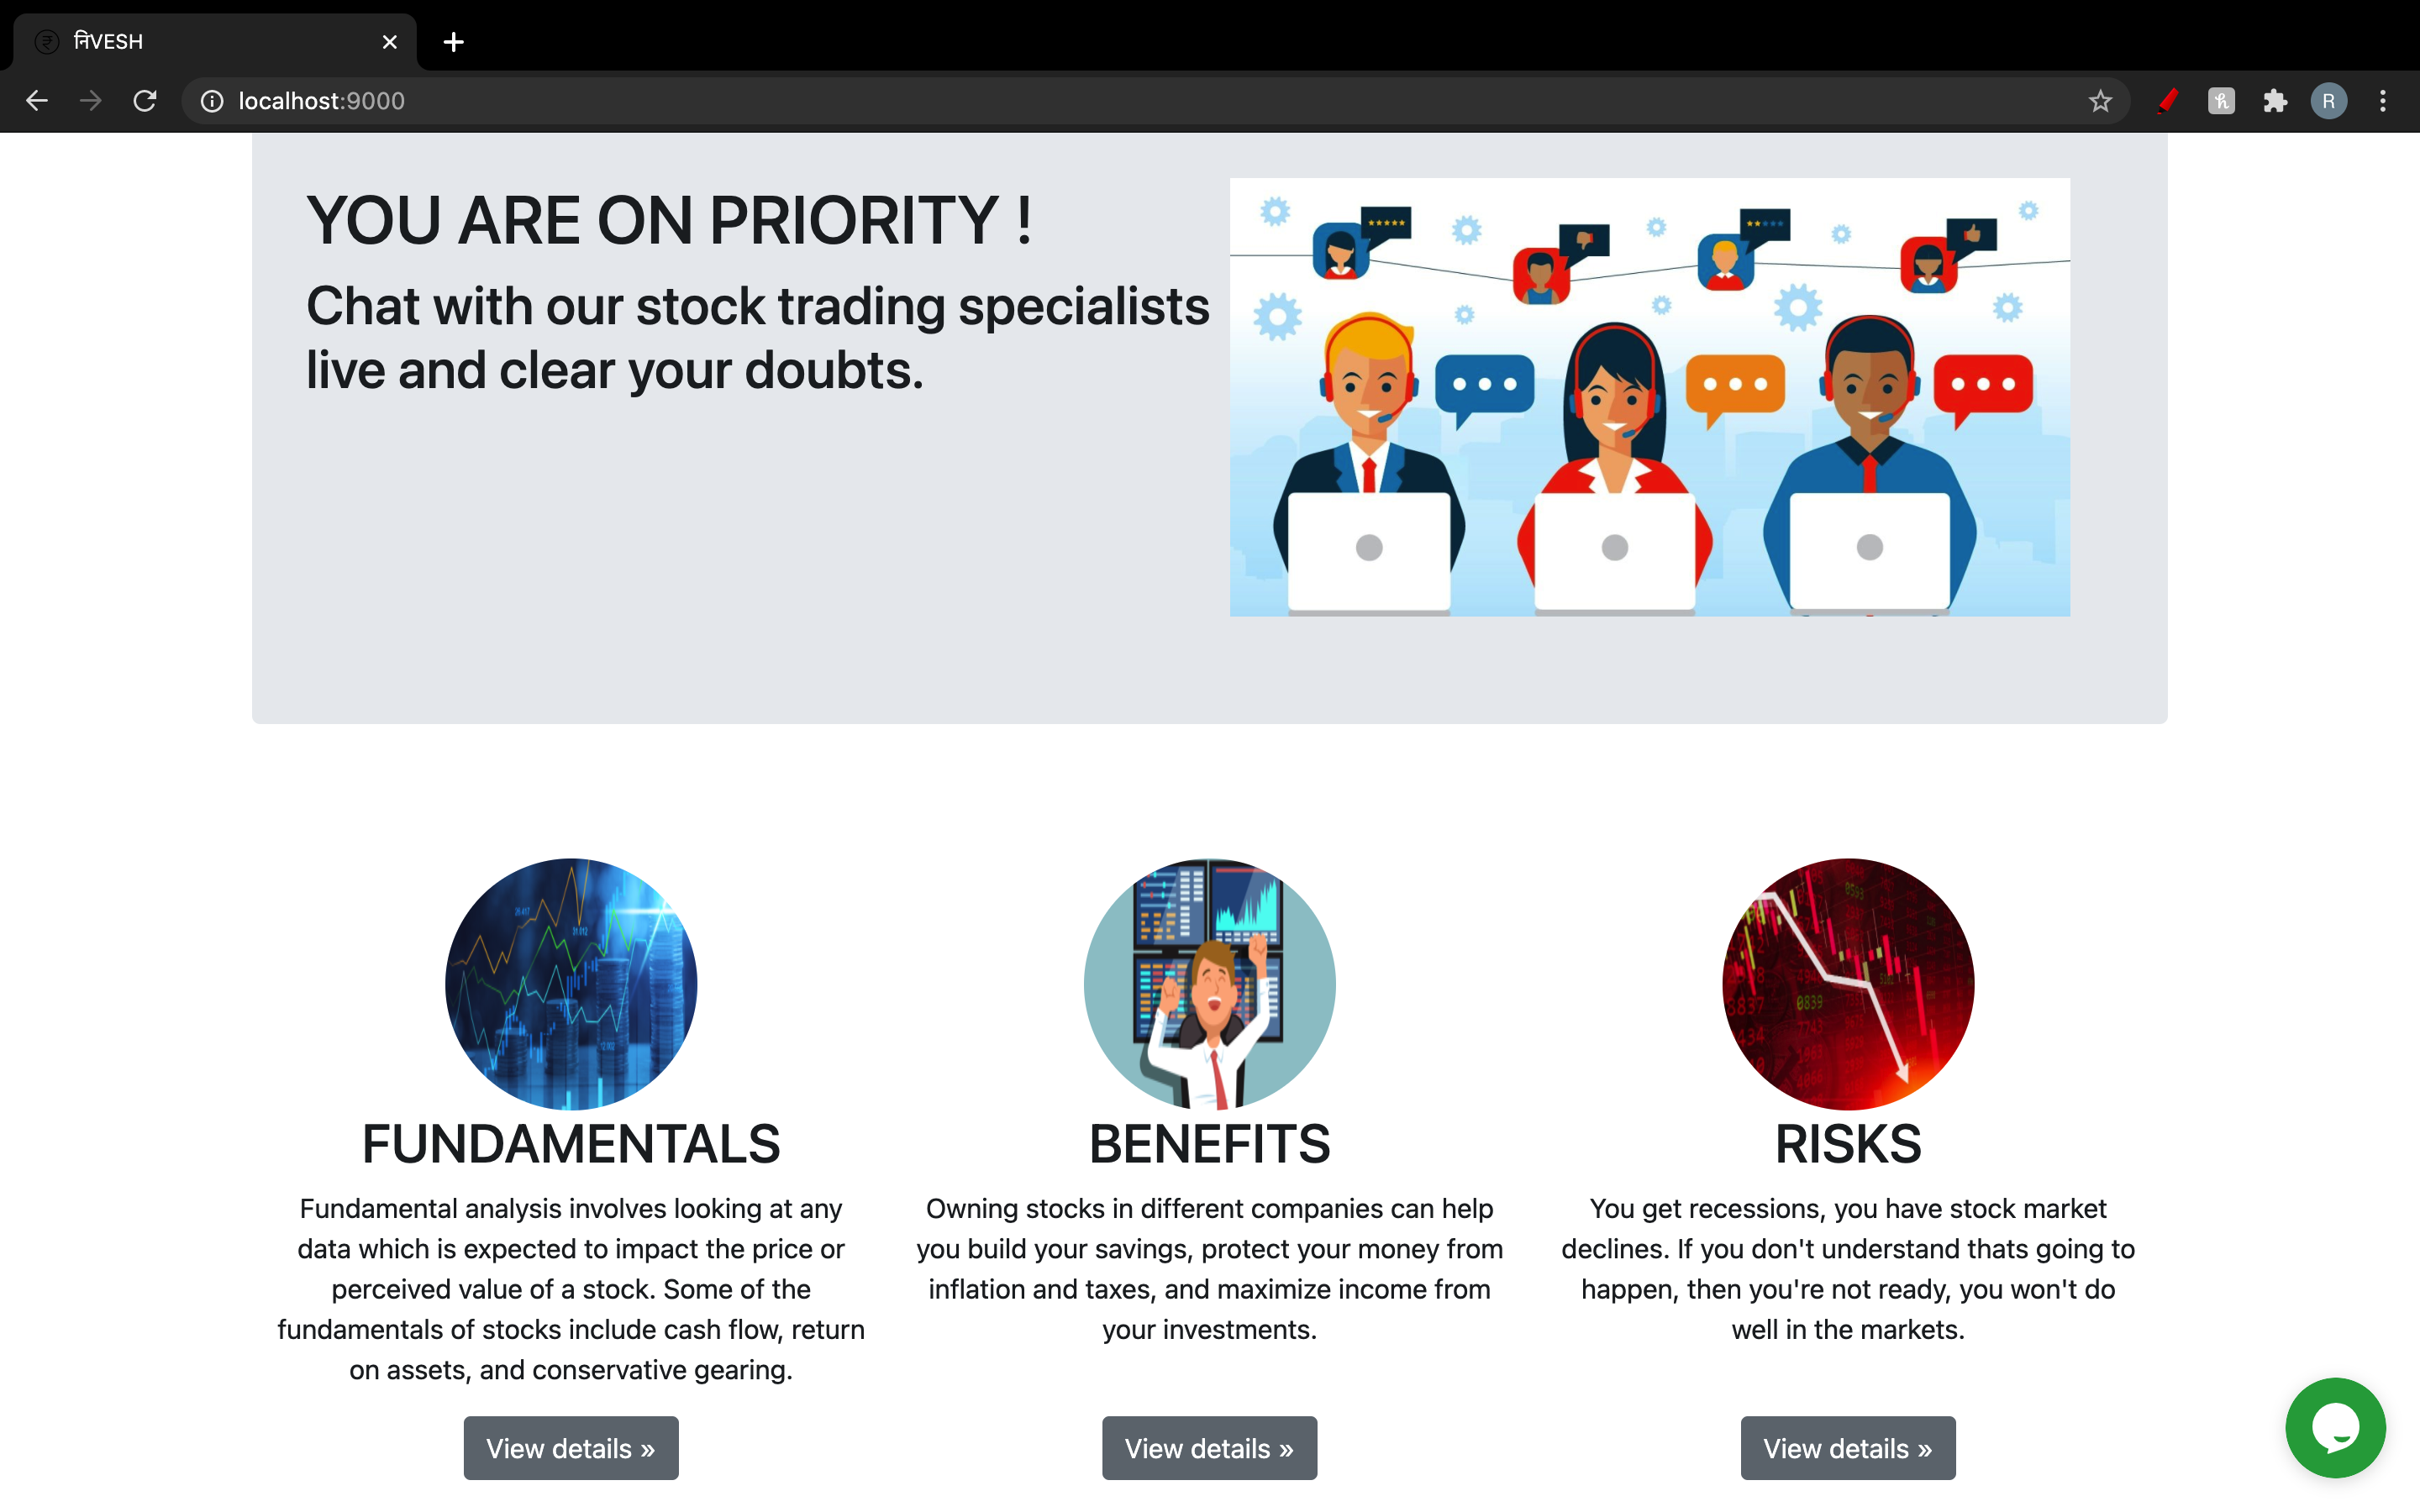 निVESH
localhost:9000
R
YOU ARE ON PRIORITY !
Chat with our stock trading specialists
live and clear your doubts.
FUNDAMENTALS
Fundamental analysis involves looking at any
data which is expected to impact the price or
perceived value of a stock. Some of the
fundamentals of stocks include cash flow, return
on assets, and conservative gearing.
View details »
BENEFITS
Owning stocks in different companies can help
you build your savings, protect your money from
inflation and taxes, and maximize income from
your investments.
View details »
RISKS
You get recessions, you have stock market
declines. If you don't understand thats going to
happen, then you're not ready, you won't do
well in the markets.
View details »